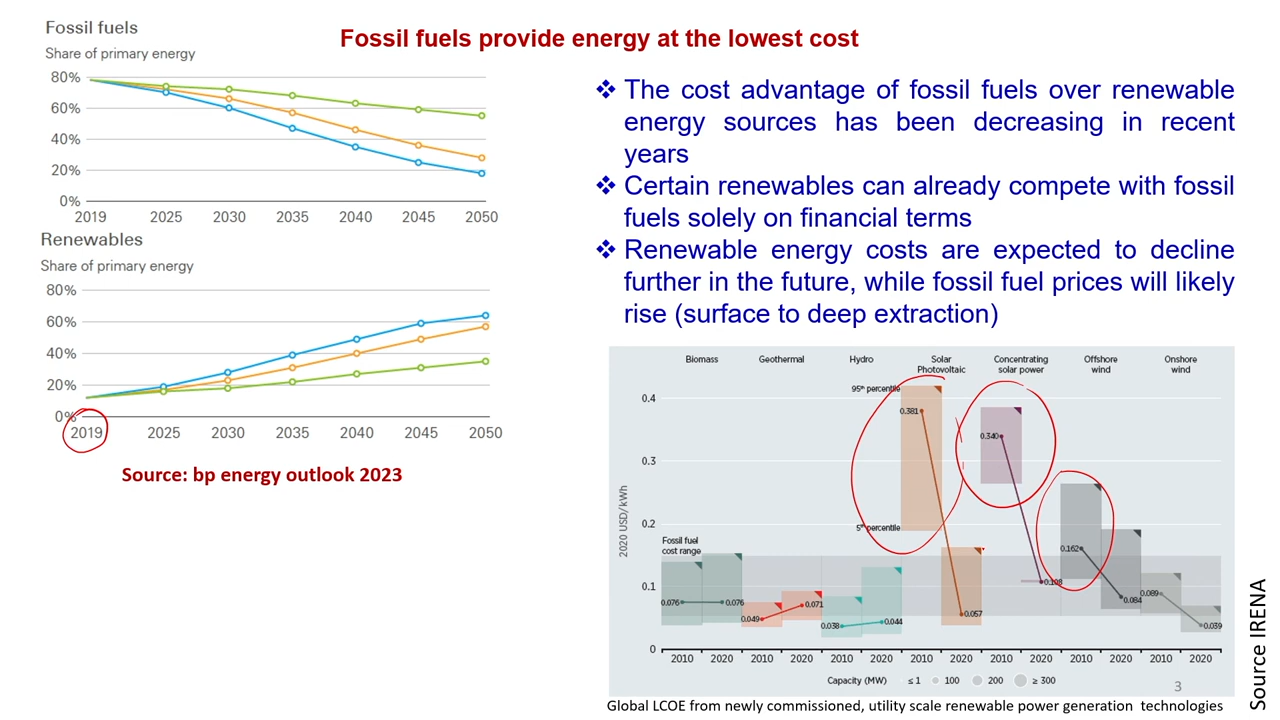 Fossil fuels
Share of primary energy
80%
60%
40%
20%
0%
2019 2025 2030 2035 2040 2045 2050
Renewables
Share of primary energy
80%
60%
40%
20%
0%
2019 2025 2030 2035 2040 2045 2050
Source: bp energy outlook 2023
Fossil fuels provide energy at the lowest cost
❖ The cost advantage of fossil fuels over renewable
energy sources has been decreasing in recent
years
❖ Certain renewables can already compete with fossil
fuels solely on financial terms
❖ Renewable energy costs are expected to decline
further in the future, while fossil fuel prices will likely
rise (surface to deep extraction)
Biomass Geothermal Hydro Solar Photovoltaic Concentrating solar power Offshore wind Onshore wind
95th percentile
5th percentile
Fossil fuel
cost range
2020 USD/kWh
0.4
0.3
0.2
0.1
0
0.076 0.076
0.049 0.071
0.038 0.044
0.381 0.057
0.340 0.108
0.162 0.084
0.089 0.039
2010 2020 2010 2020 2010 2020 2010 2020 2010 2020 2010 2020 2010 2020
Capacity (MW) ≤ 1 100 200 ≥ 300
3
Global LCOE from newly commissioned, utility scale renewable power generation technologies
Source IRENA